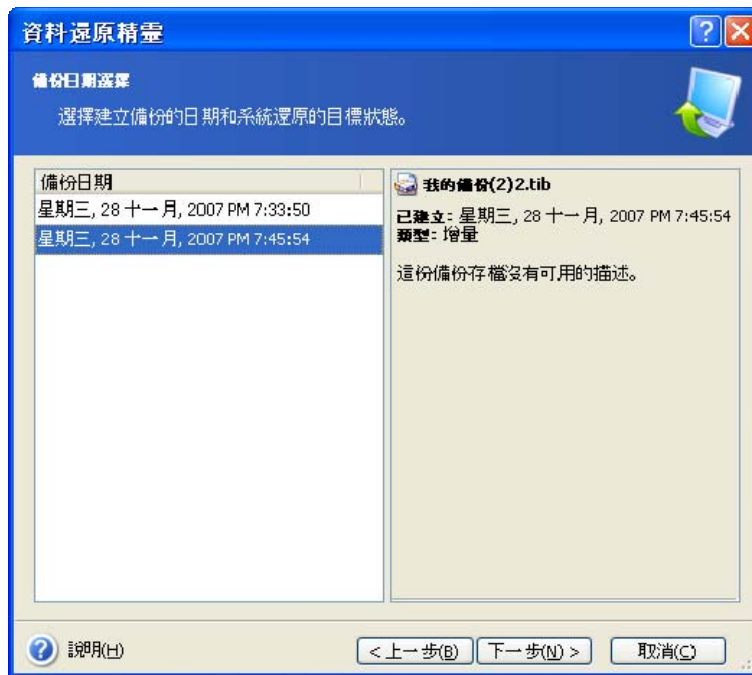 資料還原精靈
備份日期選擇
選擇建立備份的日期和系統還原的目標狀態。
備份日期
星期三, 28 十一月, 2007 PM 7:33:50
星期三, 28 十一月, 2007 PM 7:45:54
我的備份(2)2.tib
已建立: 星期三, 28 十一月, 2007 PM 7:45:54
類型: 增量
這份備份存檔沒有可用的描述。
說明(H)
< 上一步(B)
下一步(N) >
取消(C)